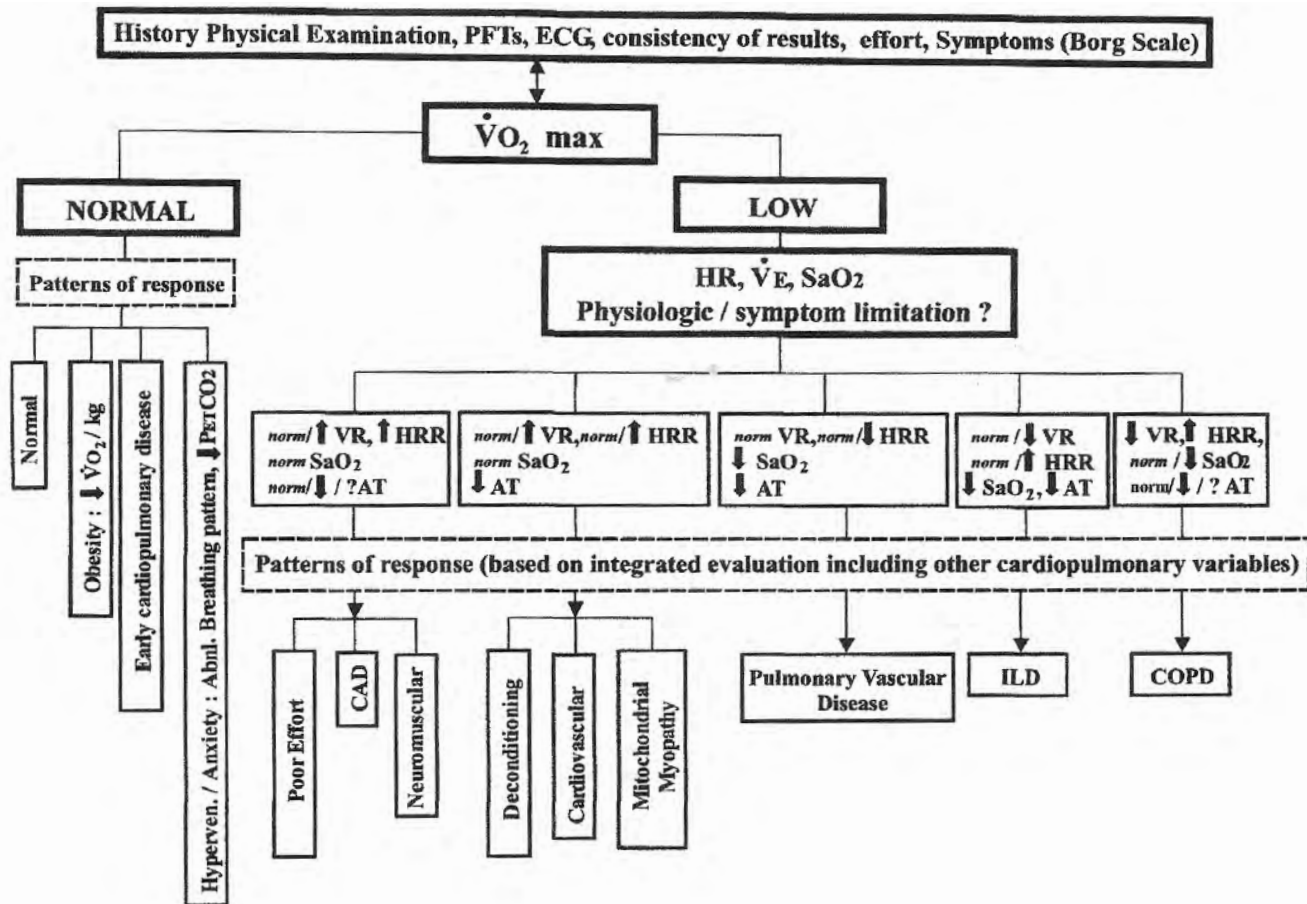 History Physical Examination, PFTs, ECG, consistency of results, effort, Symptoms (Borg Scale)
V̇O₂ max
NORMAL
LOW
Patterns of response
HR, V̇E, SaO2
Physiologic / symptom limitation ?
Normal
Obesity : ⬇ V̇O₂ / kg
Early cardiopulmonary disease
Hyperven. / Anxiety : Abnl. Breathing pattern, ⬇PETCO2
norm/⬆ VR, ⬆ HRR
norm SaO₂
norm/⬇ / ?AT
norm/⬆ VR, norm/⬆ HRR
norm SaO₂
⬇ AT
norm VR, norm/⬇ HRR
⬇ SaO₂
⬇ AT
norm /⬇ VR
norm /⬆ HRR
⬇ SaO₂, ⬇ AT
⬇ VR, ⬆ HRR,
norm /⬇ SaO2
norm/⬇ / ? AT
Patterns of response (based on integrated evaluation including other cardiopulmonary variables)
Poor Effort
CAD
Neuromuscular
Deconditioning
Cardiovascular
Mitochondrial
Myopathy
Pulmonary Vascular
Disease
ILD
COPD